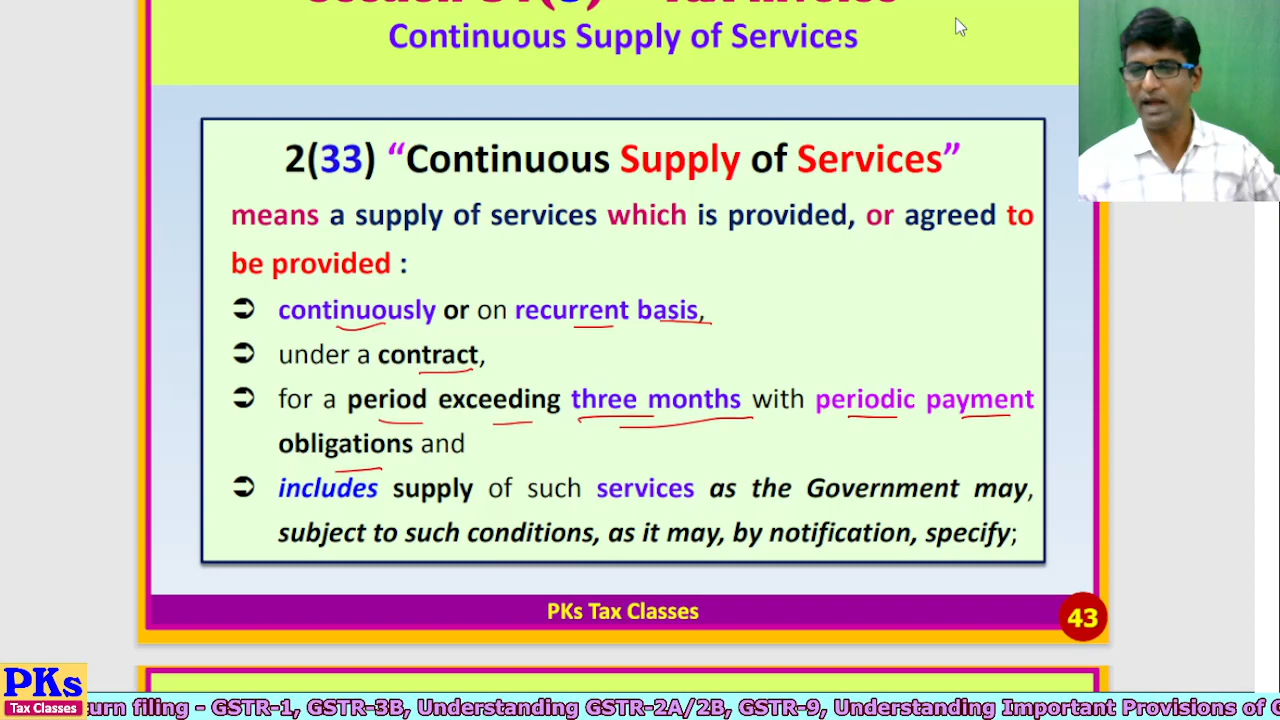 Continuous Supply of Services
2(33) “Continuous Supply of Services”
means a supply of services which is provided, or agreed to
be provided :
continuously or on recurrent basis,
under a contract,
for a period exceeding three months with periodic payment
obligations and
includes supply of such services as the Government may,
subject to such conditions, as it may, by notification, specify;
PKs Tax Classes
43
PKs
Tax Classes
urn filing - GSTR-1, GSTR-3B, Understanding GSTR-2A/2B, GSTR-9, Understanding Important Provisions of